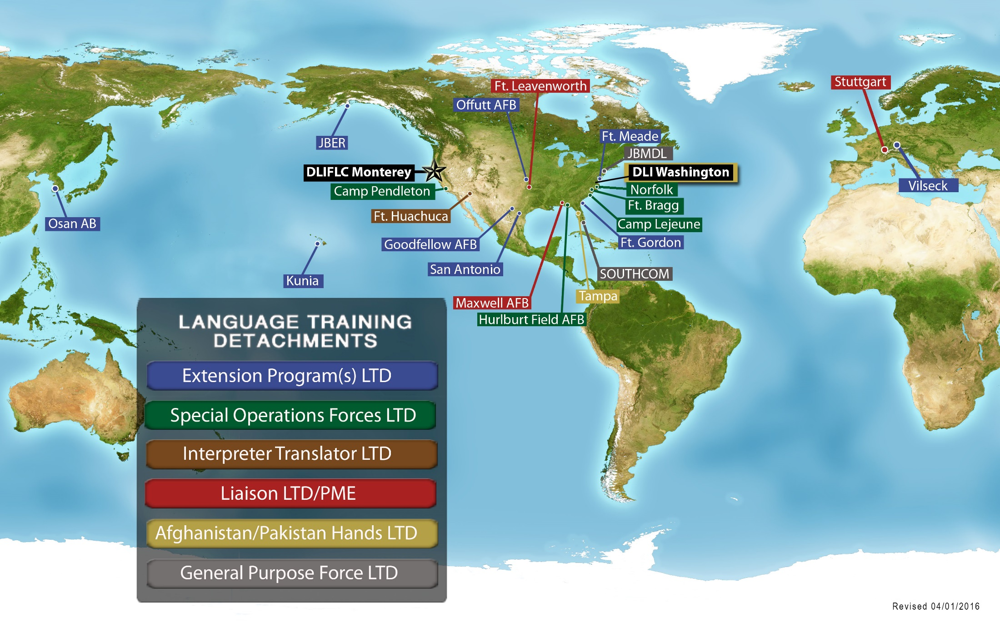 Ft. Leavenworth
Stuttgart
Offutt AFB
Ft. Meade
JBER
JBMDL
DLIFLC Monterey
DLI Washington
Camp Pendleton
Norfolk
Vilseck
Ft. Bragg
Ft. Huachuca
Osan AB
Camp Lejeune
Goodfellow AFB
Ft. Gordon
San Antonio
SOUTHCOM
Kunia
Tampa
Maxwell AFB
Hurlburt Field AFB
LANGUAGE TRAINING
DETACHMENTS
Extension Program(s) LTD
Special Operations Forces LTD
Interpreter Translator LTD
Liaison LTD/PME
Afghanistan/Pakistan Hands LTD
General Purpose Force LTD
Revised 04/01/2016